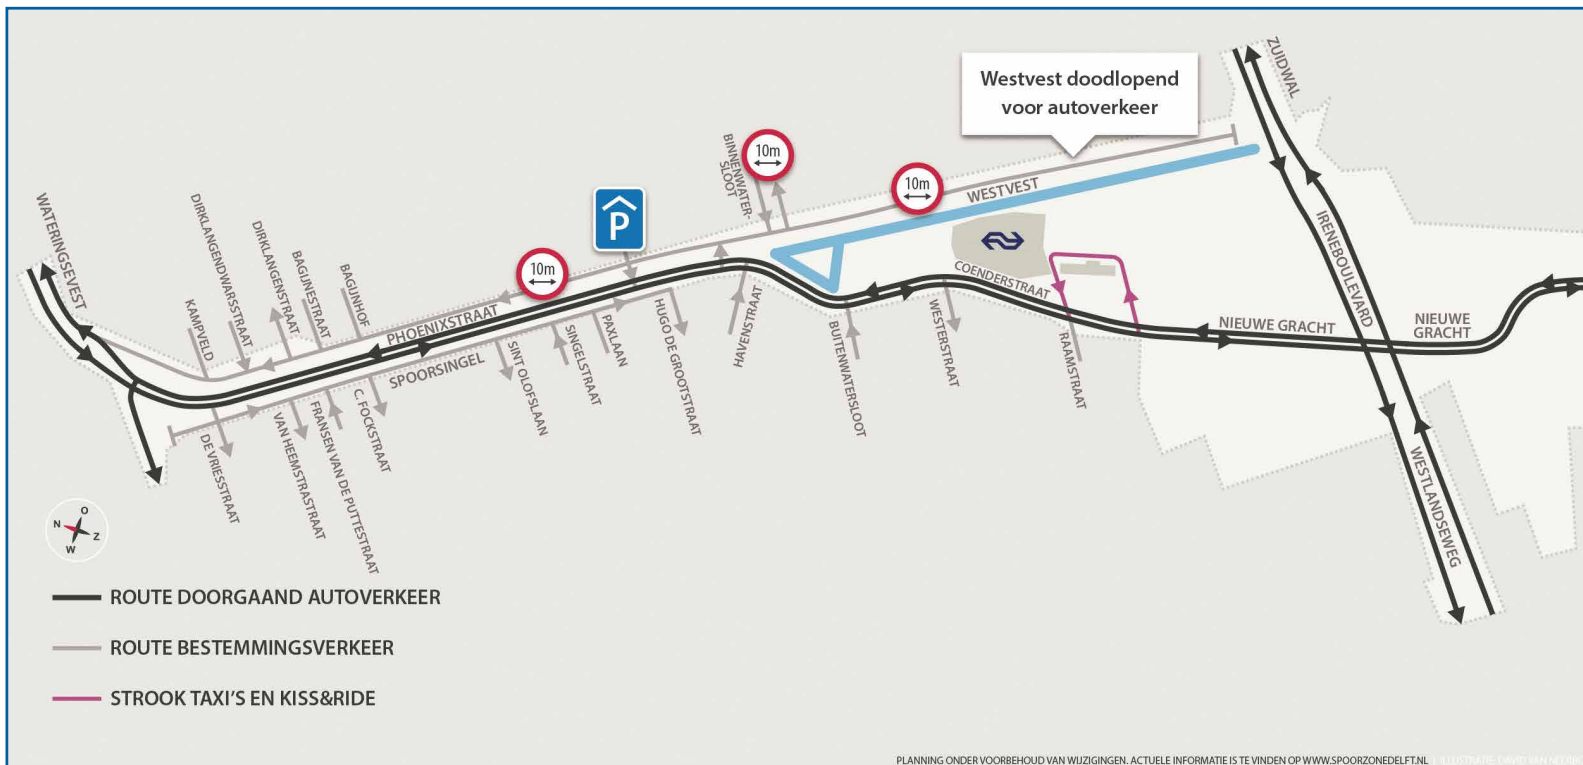 Westvest doodlopend
voor autoverkeer
ZUIDWAL
WATERINGSEVEST
KAMPVELD
DIRKLANGENDWARSSTRAAT
DIRKLANGENSTRAAT
BAGIJNESTRAAT
BAGIJNHOF
10m
P
BINNENWATER-
SLOOT
10m
10m
WESTVEST
IRENEBOULEVARD
PHOENIXSTRAAT
SPOORSINGEL
COENDERSTRAAT
NIEUWE GRACHT
NIEUWE
GRACHT
DE VRIESSTRAAT
VAN HEEMSTRASTRAAT
FRANSEN VAN DE PUTTESTRAAT
C. FOCKSTRAAT
SINT OLOFSLAAN
SINGELSTRAAT
PAXLAAN
HUGO DE GROOTSTRAAT
HAVENSTRAAT
BUITENWATERSLOOT
WESTERSTRAAT
RAAMSTRAAT
WESTLANDSEWEG
O
N
Z
W
ROUTE DOORGAAND AUTOVERKEER
ROUTE BESTEMMINGSVERKEER
STROOK TAXI'S EN KISS&RIDE
PLANNING ONDER VOORBEHOUD VAN WIJZIGINGEN. ACTUELE INFORMATIE IS TE VINDEN OP WWW.SPOORZONEDELFT.NL